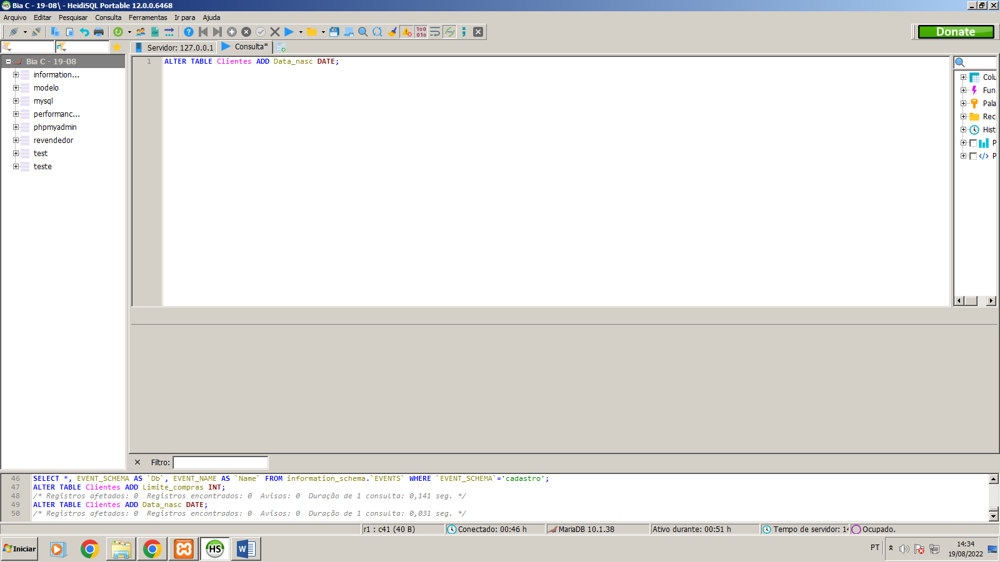 Bia C - 19-08\ - HeidiSQL Portable 12.0.0.6468
Arquivo Editar Pesquisar Consulta Ferramentas Ir para Ajuda
Donate
Servidor: 127.0.0.1 Consulta*
Bia C - 19-08
information...
modelo
mysql
performanc...
phpmyadmin
revendedor
test
teste
1 ALTER TABLE Clientes ADD Data_nasc DATE;
Colu
Fun
Pala
Rec
Hist
P
P
Filtro:
46 SELECT *, EVENT_SCHEMA AS `Db`, EVENT_NAME AS `Name` FROM information_schema.`EVENTS` WHERE `EVENT_SCHEMA`='cadastro';
47 ALTER TABLE Clientes ADD Limite_compras INT;
48 /* Registros afetados: 0 Registros encontrados: 0 Avisos: 0 Duração de 1 consulta: 0,141 seg. */
49 ALTER TABLE Clientes ADD Data_nasc DATE;
50 /* Registros afetados: 0 Registros encontrados: 0 Avisos: 0 Duração de 1 consulta: 0,031 seg. */
r1 : c41 (40 B) Conectado: 00:46 h MariaDB 10.1.38 Ativo durante: 00:51 h Tempo de servidor: 14 Ocupado.
Iniciar
HS
W
PT
14:34
19/08/2022